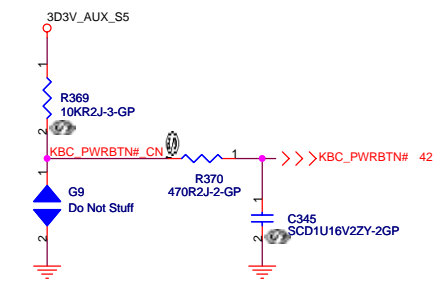 3D3V_AUX_S5
1
R369
10KR2J-3-GP
2
KBC_PWRBTN#_CN
1
KBC_PWRBTN# 42
R370
470R2J-2-GP
1
G9
Do Not Stuff
2
1
C345
SCD1U16V2ZY-2GP
2